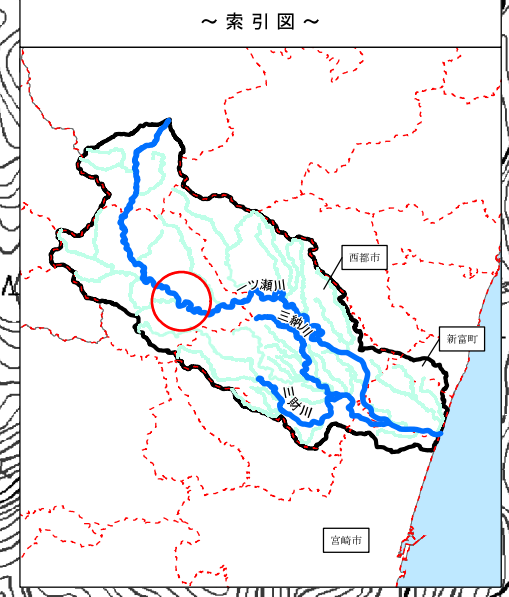 ～索引図～
西都市
一ツ瀬川
三納川
新富町
三財川
宮崎市